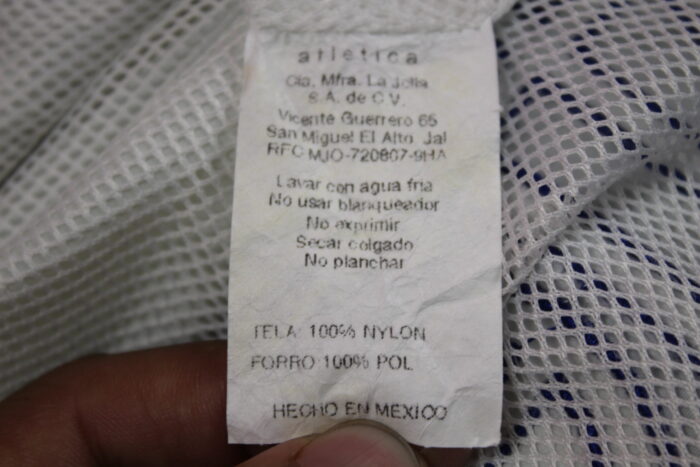 atletica
Cia. Mfra. La Jolla
S.A. de C.V.
Vicente Guerrero 65
San Miguel El Alto Jal
RFC MJO-720807-9HA
Lavar con agua fria
No usar blanqueador
No exprimir
Secar colgado
No planchar
TELA: 100% NYLON
FORRO 100% POL
HECHO EN MEXICO